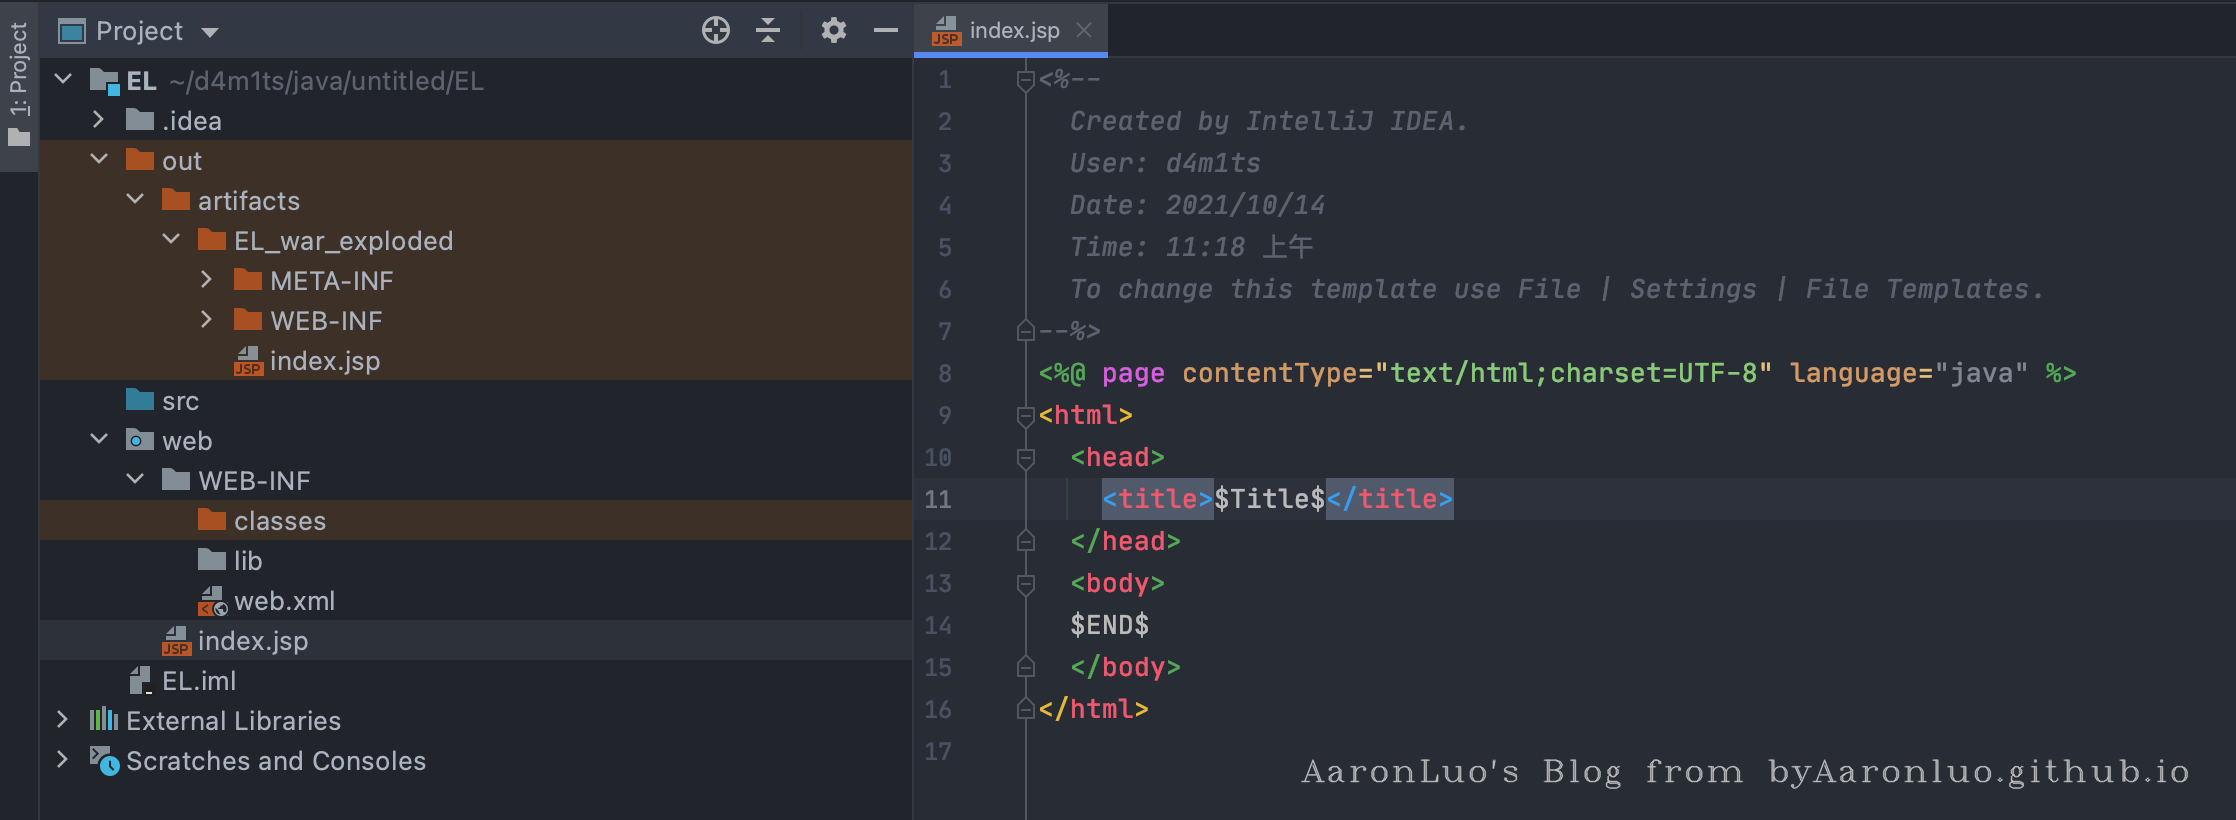 1: Project
Project
EL ~/d4m1ts/java/untitled/EL
.idea
out
artifacts
EL_war_exploded
META-INF
WEB-INF
JSP index.jsp
src
web
WEB-INF
classes
lib
web.xml
JSP index.jsp
EL.iml
External Libraries
Scratches and Consoles
JSP index.jsp
1 <%--
2 Created by IntelliJ IDEA.
3 User: d4m1ts
4 Date: 2021/10/14
5 Time: 11:18 上午
6 To change this template use File | Settings | File Templates.
7 --%>
8 <%@ page contentType="text/html;charset=UTF-8" language="java" %>
9 <html>
10 <head>
11 <title>$Title$</title>
12 </head>
13 <body>
14 $END$
15 </body>
16 </html>
17
AaronLuo's Blog from byAaronluo.github.io